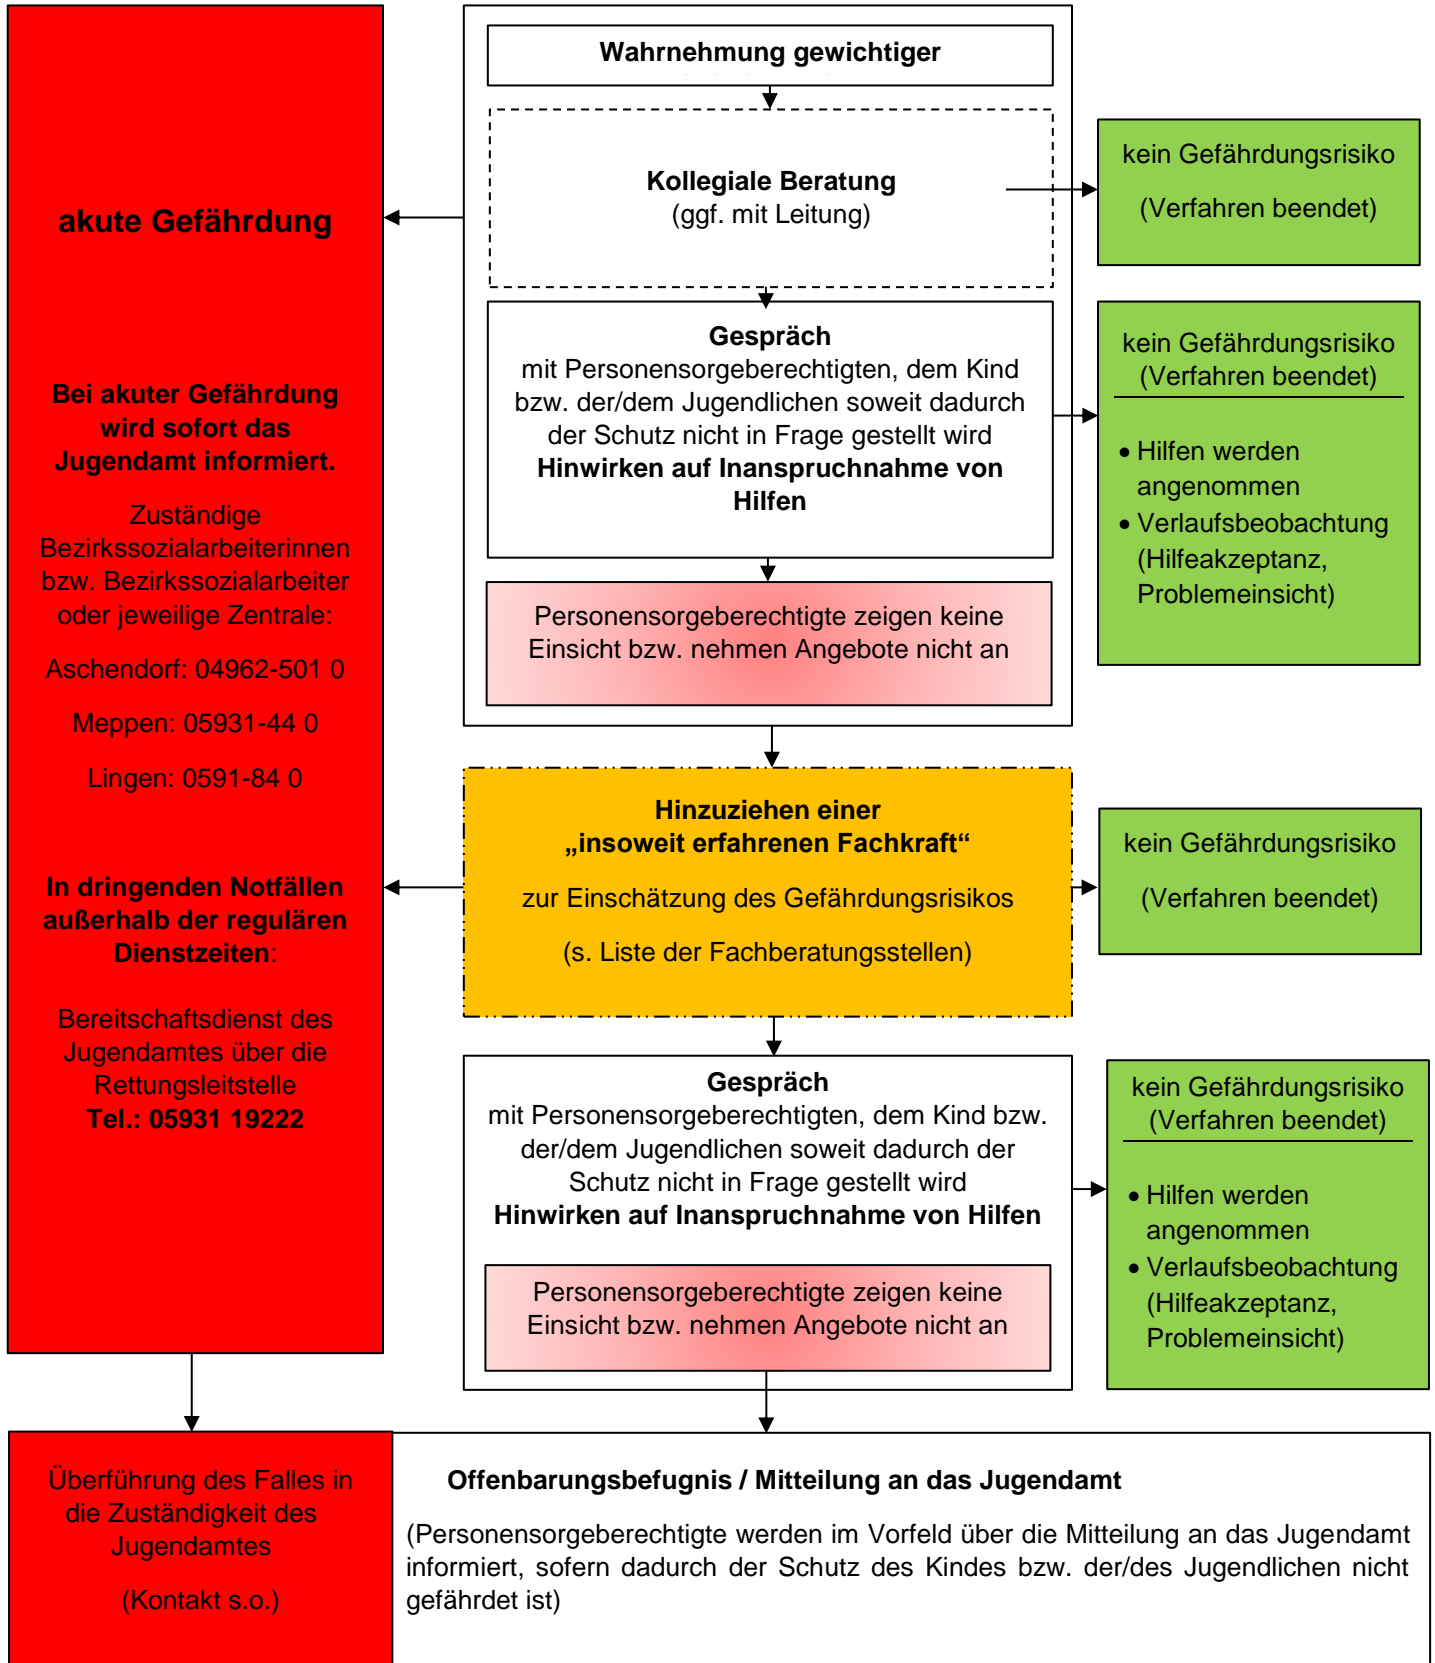 Wahrnehmung gewichtiger
Kollegiale Beratung
(ggf. mit Leitung)
kein Gefährdungsrisiko
(Verfahren beendet)
Gespräch
mit Personensorgeberechtigten, dem Kind
bzw. der/dem Jugendlichen soweit dadurch
der Schutz nicht in Frage gestellt wird
Hinwirken auf Inanspruchnahme von
Hilfen
kein Gefährdungsrisiko
(Verfahren beendet)
• Hilfen werden
angenommen
• Verlaufsbeobachtung
(Hilfeakzeptanz,
Problemeinsicht)
Personensorgeberechtigte zeigen keine
Einsicht bzw. nehmen Angebote nicht an
akute Gefährdung
Bei akuter Gefährdung
wird sofort das
Jugendamt informiert.
Zuständige
Bezirkssozialarbeiterinnen
bzw. Bezirkssozialarbeiter
oder jeweilige Zentrale:
Aschendorf: 04962-501 0
Meppen: 05931-44 0
Lingen: 0591-84 0
In dringenden Notfällen
außerhalb der regulären
Dienstzeiten:
Bereitschaftsdienst des
Jugendamtes über die
Rettungsleitstelle
Tel.: 05931 19222
Hinzuziehen einer
„insoweit erfahrenen Fachkraft“
zur Einschätzung des Gefährdungsrisikos
(s. Liste der Fachberatungsstellen)
kein Gefährdungsrisiko
(Verfahren beendet)
Gespräch
mit Personensorgeberechtigten, dem Kind bzw.
der/dem Jugendlichen soweit dadurch der
Schutz nicht in Frage gestellt wird
Hinwirken auf Inanspruchnahme von Hilfen
Personensorgeberechtigte zeigen keine
Einsicht bzw. nehmen Angebote nicht an
kein Gefährdungsrisiko
(Verfahren beendet)
• Hilfen werden
angenommen
• Verlaufsbeobachtung
(Hilfeakzeptanz,
Problemeinsicht)
Überführung des Falles in
die Zuständigkeit des
Jugendamtes
(Kontakt s.o.)
Offenbarungsbefugnis / Mitteilung an das Jugendamt
(Personensorgeberechtigte werden im Vorfeld über die Mitteilung an das Jugendamt
informiert, sofern dadurch der Schutz des Kindes bzw. der/des Jugendlichen nicht
gefährdet ist)